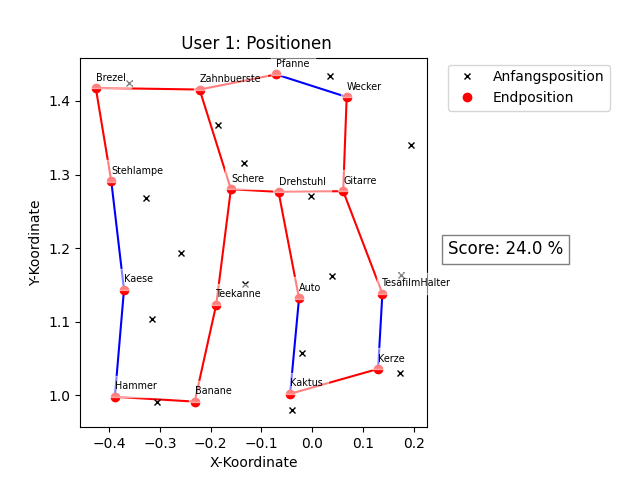 User 1: Positionen
Anfangsposition
Endposition
Score: 24.0 %
Y-Koordinate
1.4
1.3
1.2
1.1
1.0
Pfanne
Brezel
Zahnbuerste
Wecker
Stehlampe
Schere
Drehstuhl
Gitarre
Kaese
Teekanne
Auto
TesafilmHalter
Kerze
Hammer
Banane
Kaktus
−0.4 −0.3 −0.2 −0.1 0.0 0.1 0.2
X-Koordinate